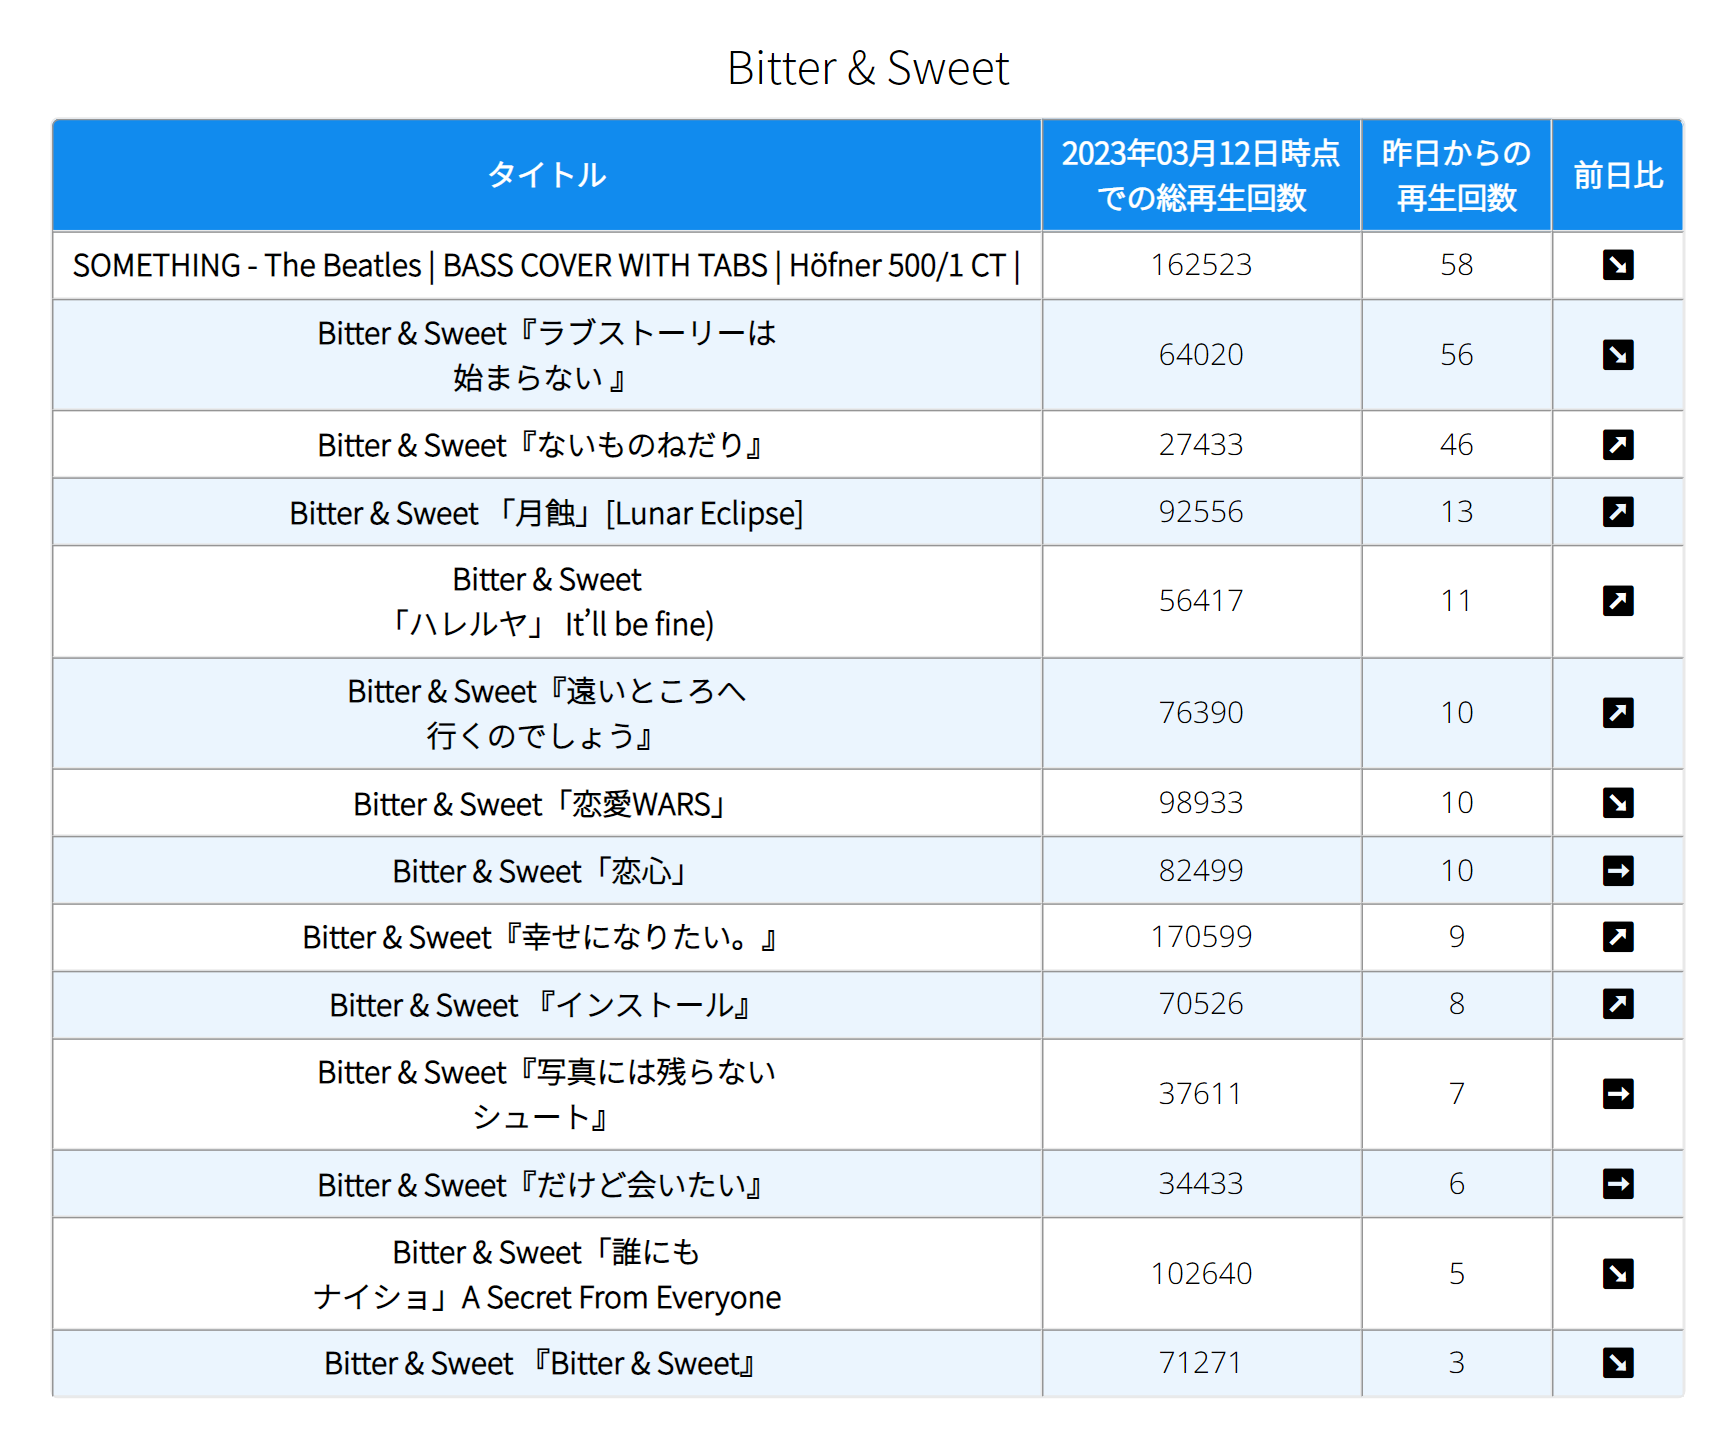 Bitter & Sweet
タイトル
2023年03月12日時点
での総再生回数
昨日からの
再生回数
前日比
SOMETHING - The Beatles | BASS COVER WITH TABS | Höfner 500/1 CT | 162523 58 ↘
Bitter & Sweet『ラブストーリーは
始まらない 』 64020 56 ↘
Bitter & Sweet『ないものねだり』 27433 46 ↗
Bitter & Sweet 「月蝕」[Lunar Eclipse] 92556 13 ↗
Bitter & Sweet
「ハレルヤ」 It’ll be fine) 56417 11 ↗
Bitter & Sweet『遠いところへ
行くのでしょう』 76390 10 ↗
Bitter & Sweet「恋愛WARS」 98933 10 ↘
Bitter & Sweet「恋心」 82499 10 →
Bitter & Sweet『幸せになりたい。』 170599 9 ↗
Bitter & Sweet 『インストール』 70526 8 ↗
Bitter & Sweet『写真には残らない
シュート』 37611 7 →
Bitter & Sweet『だけど会いたい』 34433 6 →
Bitter & Sweet「誰にも
ナイショ」A Secret From Everyone 102640 5 ↘
Bitter & Sweet 『Bitter & Sweet』 71271 3 ↘